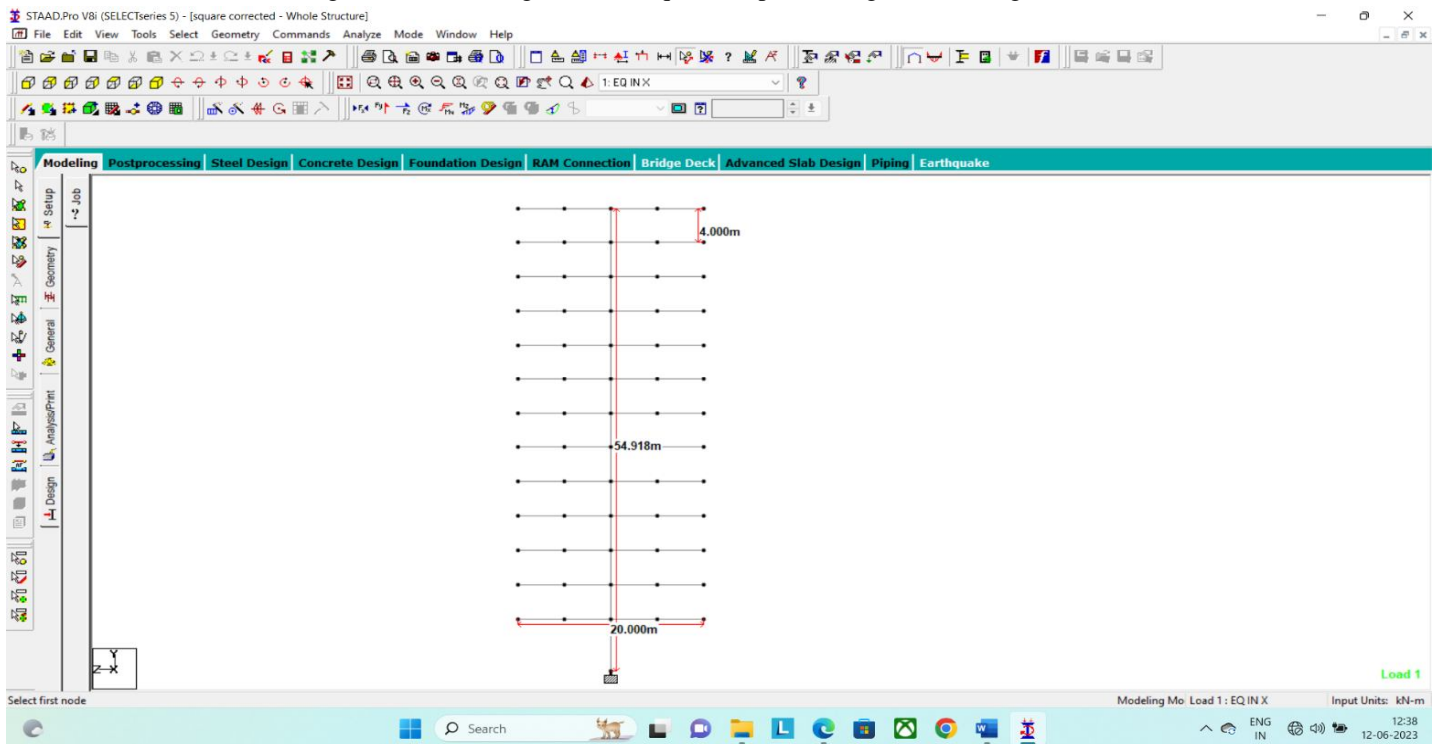 STAAD.Pro V8i (SELECTseries 5) - [square corrected - Whole Structure]
File Edit View Tools Select Geometry Commands Analyze Mode Window Help
1: EQ IN X
Modeling Postprocessing Steel Design Concrete Design Foundation Design RAM Connection Bridge Deck Advanced Slab Design Piping Earthquake
Setup
Geometry
General
Analysis/Print
Design
Job
4.000m
54.918m
20.000m
Y
Z X
Load 1
Select first node
Modeling Mo Load 1 : EQ IN X Input Units: kN-m
Search
ENG
IN
12:38
12-06-2023